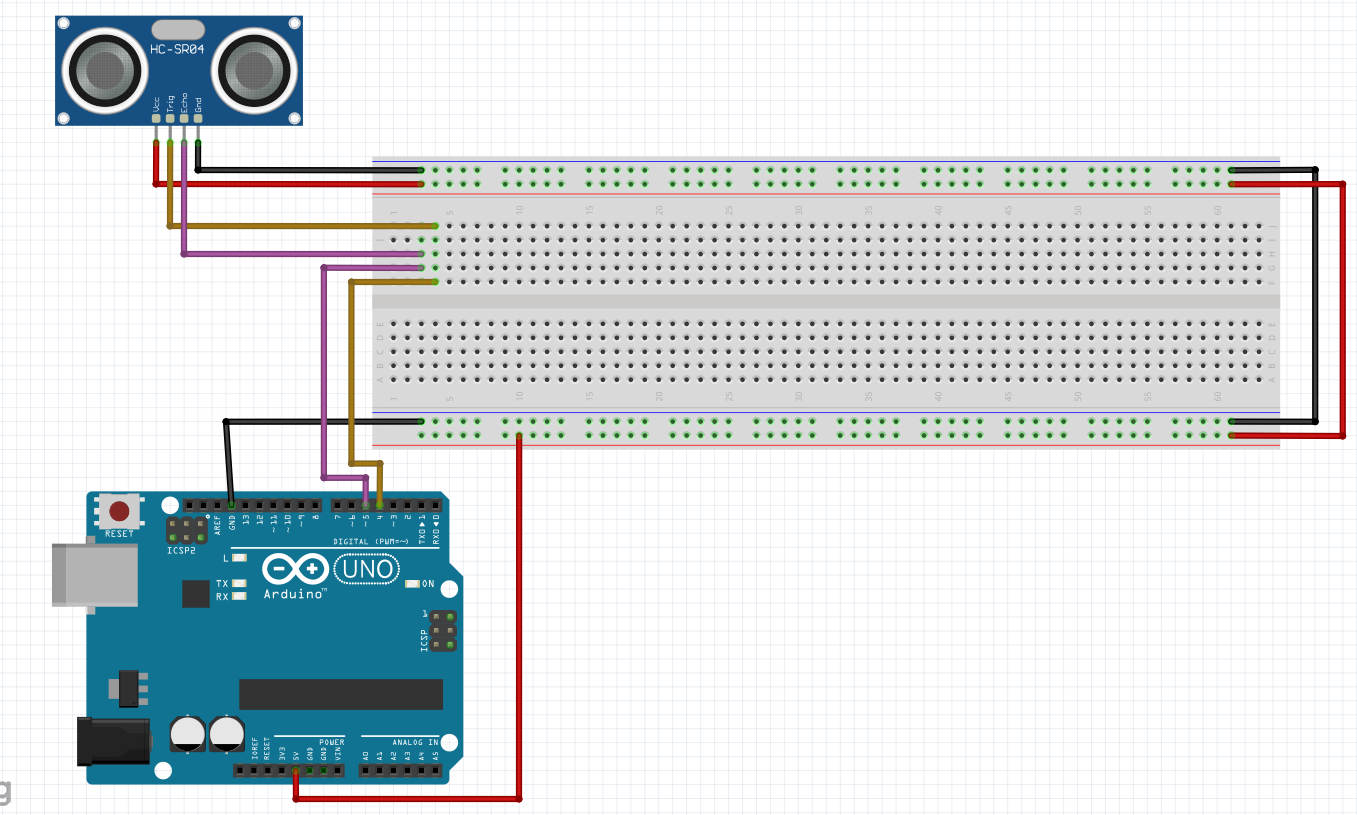 HC-SR04
Vcc
Trig
Echo
Gnd
1 5 10 15 20 25 30 35 40 45 50 55 60
J J
I I
H H
G G
F F
E E
D D
C C
B B
A A
1 5 10 15 20 25 30 35 40 45 50 55 60
RESET
ICSP2
AREF
GND
13
12
~11
~10
~9
8
7
~6
~5
4
~3
2
TX0▶1
RX0◀0
DIGITAL (PWM=~)
L
TX
RX
UNO
Arduino™
ON
1
ICSP
IOREF
RESET
3V3
5V
GND
GND
VIN
POWER
ANALOG IN
A0
A1
A2
A3
A4
A5
g